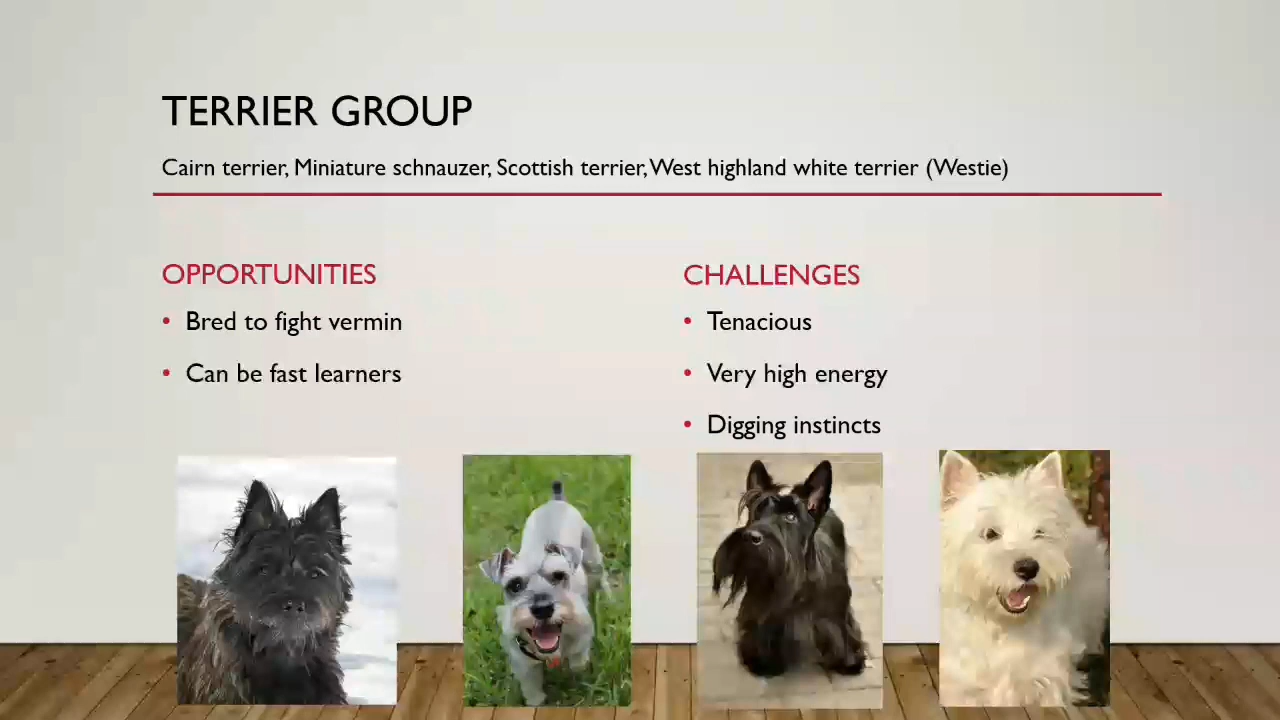 TERRIER GROUP
Cairn terrier, Miniature schnauzer, Scottish terrier, West highland white terrier (Westie)
OPPORTUNITIES
• Bred to fight vermin
• Can be fast learners
CHALLENGES
• Tenacious
• Very high energy
• Digging instincts